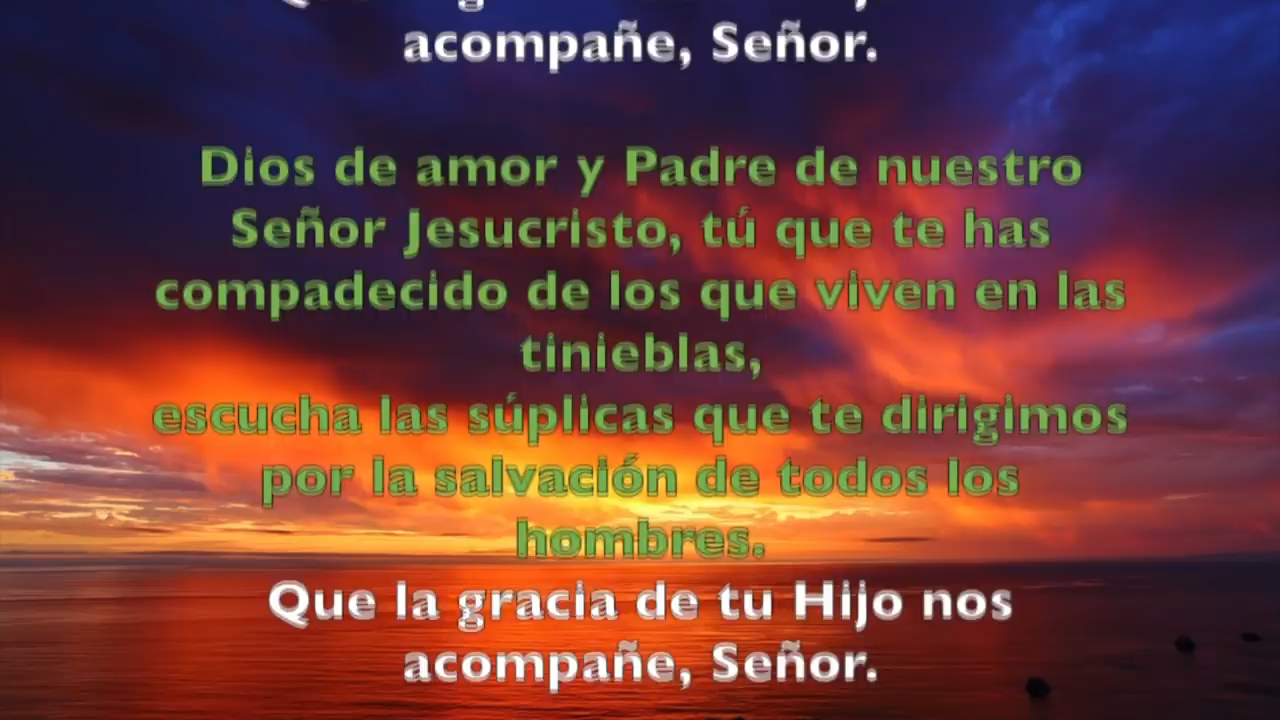 acompañe, Señor.
Dios de amor y Padre de nuestro
Señor Jesucristo, tú que te has
compadecido de los que viven en las
tinieblas,
escucha las súplicas que te dirigimos
por la salvación de todos los
hombres.
Que la gracia de tu Hijo nos
acompañe, Señor.